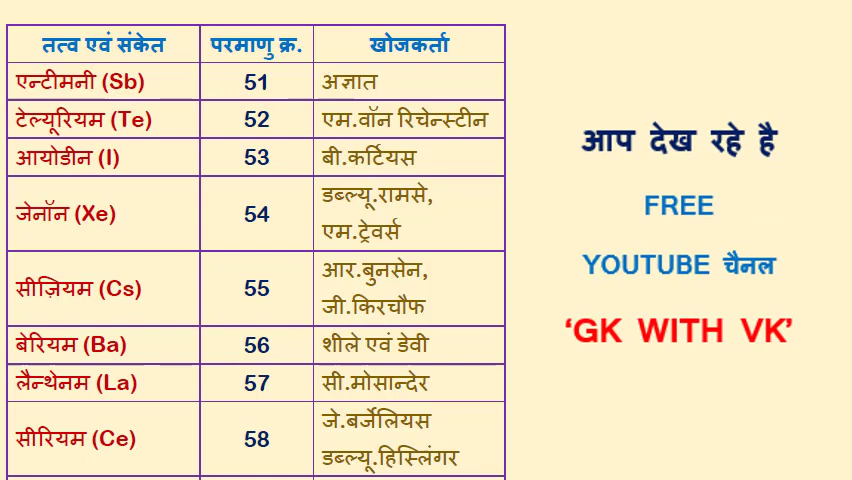 तत्व एवं संकेत परमाणु क्र. खोजकर्ता
एन्टीमनी (Sb) 51 अज्ञात
टेल्यूरियम (Te) 52 एम.वॉन रिचेन्स्टीन
आयोडीन (I) 53 बी.कर्टियस
जेनॉन (Xe) 54 डब्ल्यू.रामसे,
एम.ट्रेवर्स
सीज़ियम (Cs) 55 आर.बुनसेन,
जी.किरचौफ
बेरियम (Ba) 56 शीले एवं डेवी
लैन्थेनम (La) 57 सी.मोसान्देर
सीरियम (Ce) 58 जे.बर्जेलियस
डब्ल्यू.हिस्लिंगर
आप देख रहे है
FREE
YOUTUBE चैनल
‘GK WITH VK’